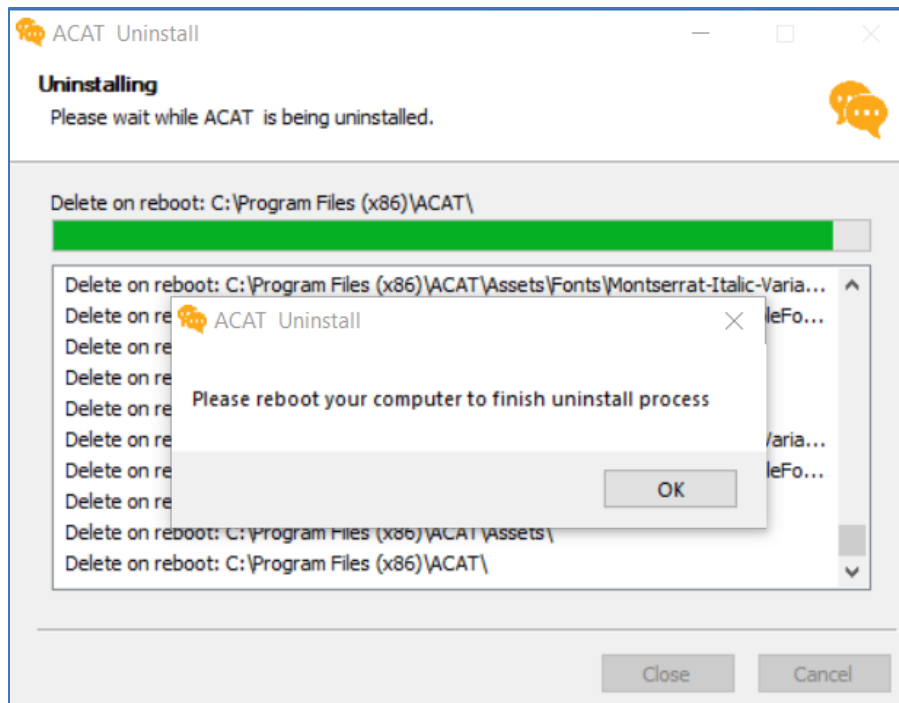 ACAT Uninstall
Uninstalling
Please wait while ACAT is being uninstalled.
Delete on reboot: C:\Program Files (x86)\ACAT\
Delete on reboot: C:\Program Files (x86)\ACAT\Assets\Fonts\Montserrat-Italic-Varia...
Delete on re
leFo...
ACAT Uninstall
Delete on re
Delete on re
Please reboot your computer to finish uninstall process
Delete on re
Delete on re
/aria...
Delete on re
leFo...
Delete on re
OK
Delete on reboot: C:\Program Files (x86)\ACAT\Assets\
Delete on reboot: C:\Program Files (x86)\ACAT\
Close
Cancel